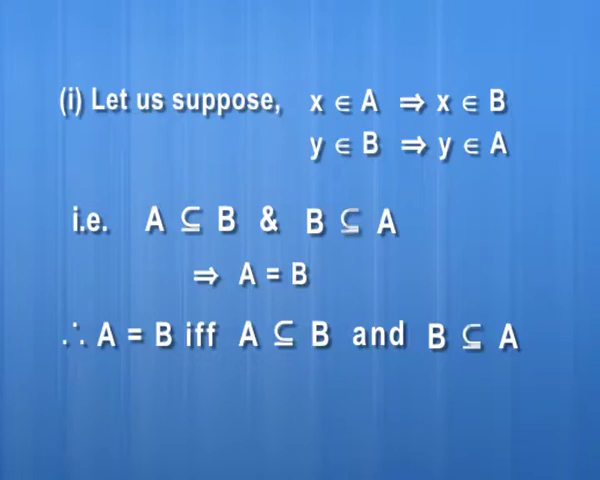 (i) Let us suppose, x ∈ A ⇒ x ∈ B
y ∈ B ⇒ y ∈ A
i.e. A ⊆ B & B ⊆ A
⇒ A = B
∴ A = B iff A ⊆ B and B ⊆ A